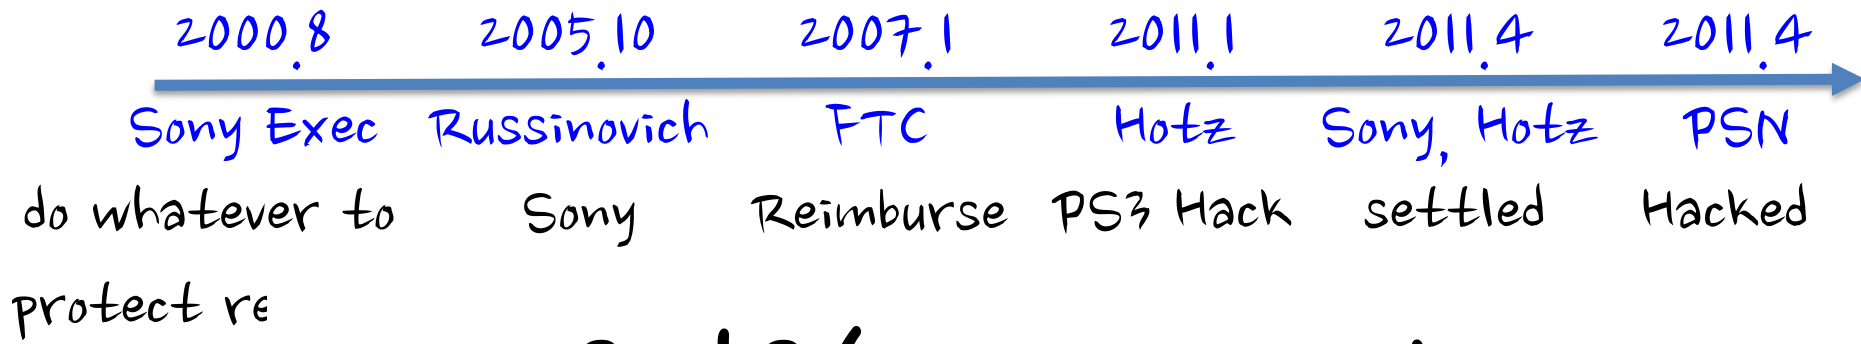 2000.8 2005.10 2007.1 2011.1 2011.4 2011.4
Sony Exec Russinovich FTC Hotz Sony, Hotz PSN
do whatever to Sony Reimburse PS3 Hack settled Hacked
protect re